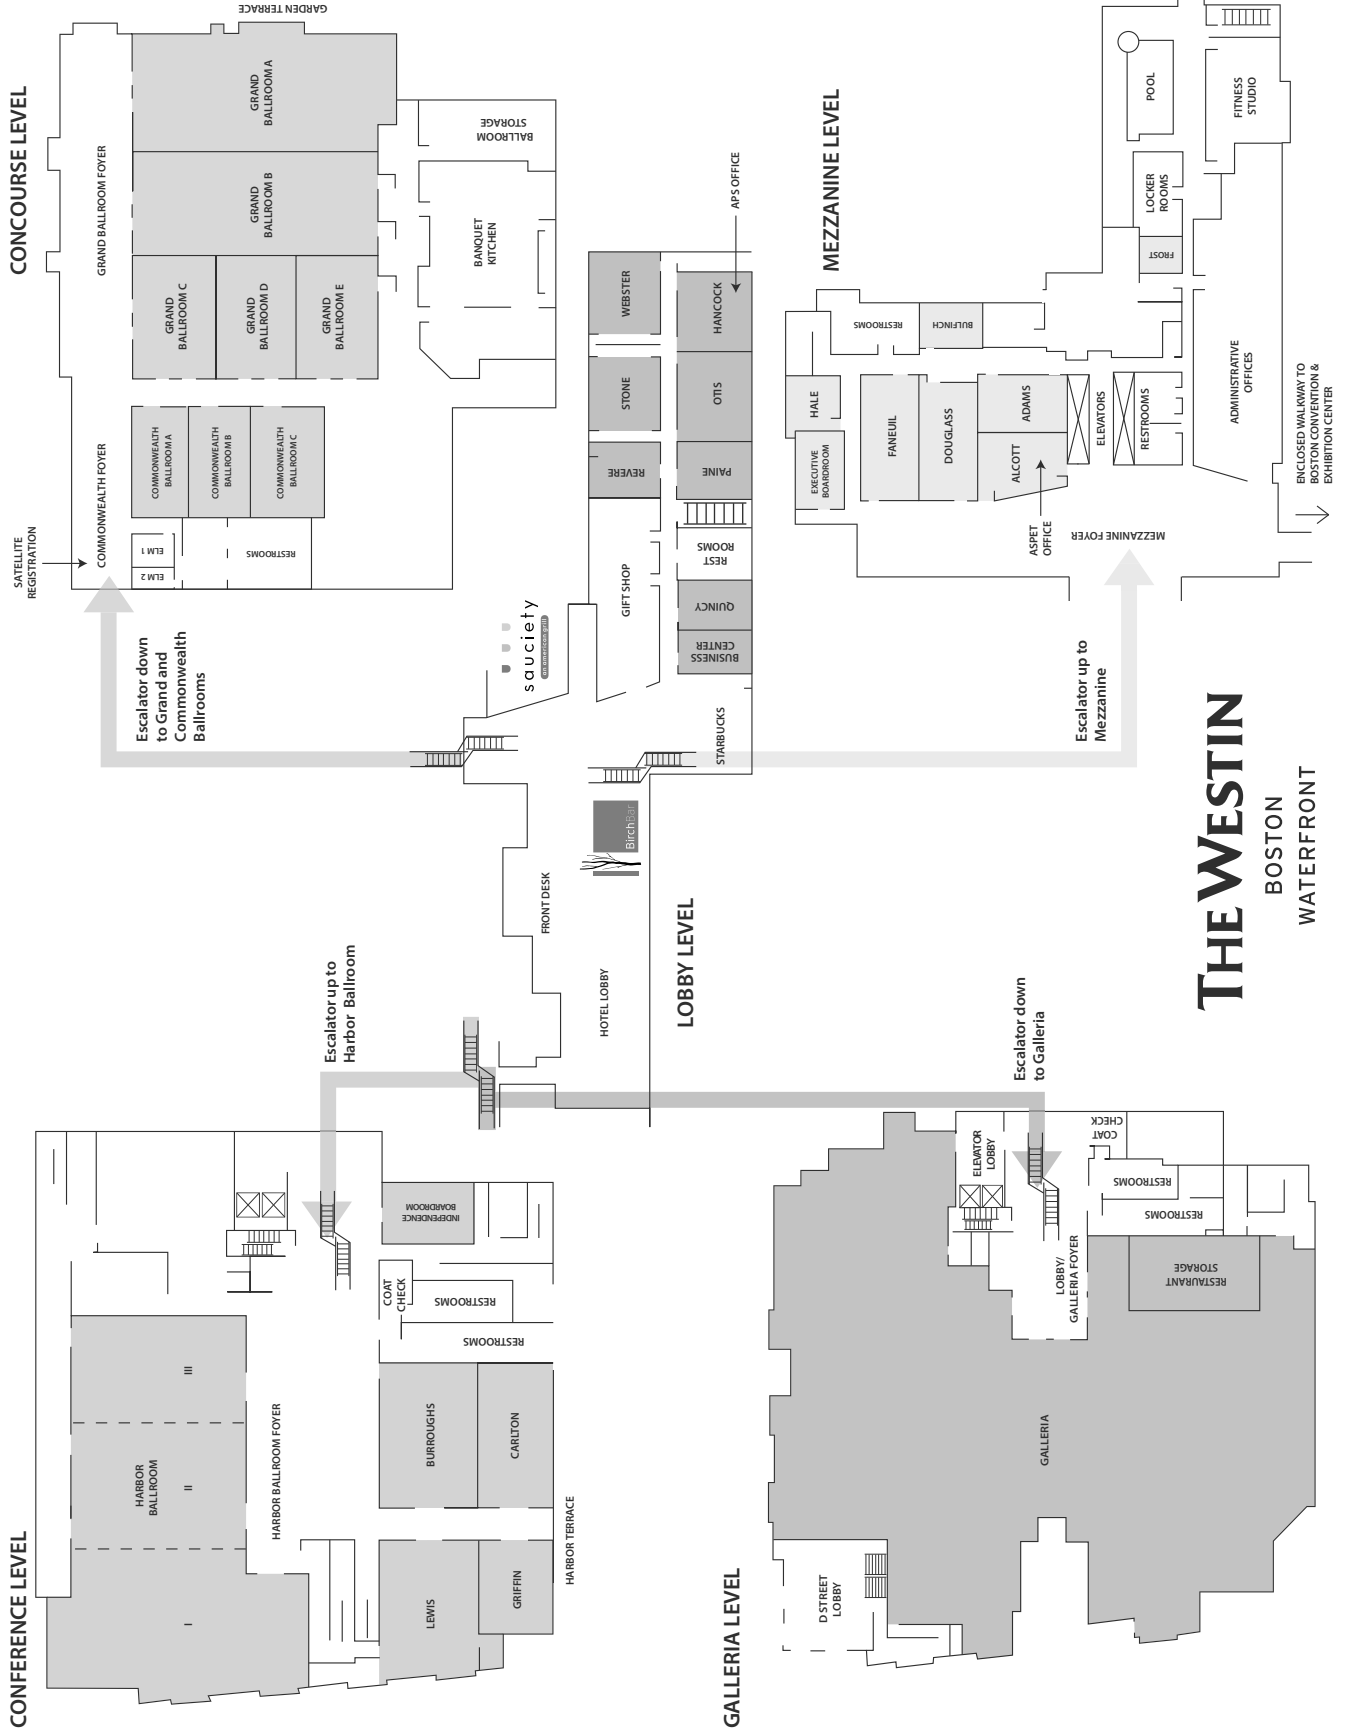 CONFERENCE LEVEL
HARBOR
BALLROOM
I
II
III
HARBOR BALLROOM FOYER
LEWIS
GRIFFIN
BURROUGHS
CARLTON
HARBOR TERRACE
COAT
CHECK
RESTROOMS
RESTROOMS
INDEPENDENCE
BOARDROOM
Escalator up to
Harbor Ballroom
CONCOURSE LEVEL
SATELLITE
REGISTRATION
COMMONWEALTH FOYER
GRAND BALLROOM FOYER
GARDEN TERRACE
ELM 2
ELM 1
RESTROOMS
COMMONWEALTH
BALLROOM A
COMMONWEALTH
BALLROOM B
COMMONWEALTH
BALLROOM C
GRAND
BALLROOM C
GRAND
BALLROOM D
GRAND
BALLROOM E
GRAND
BALLROOM B
GRAND
BALLROOM A
BANQUET
KITCHEN
BALLROOM
STORAGE
Escalator down
to Grand and
Commonwealth
Ballrooms
LOBBY LEVEL
HOTEL LOBBY
FRONT DESK
BirchBar
sauciety
an american grill
STARBUCKS
GIFT SHOP
BUSINESS
CENTER
QUINCY
REST
ROOMS
REVERE
PAINE
STONE
OTIS
WEBSTER
HANCOCK
APS OFFICE
GALLERIA LEVEL
D STREET
LOBBY
GALLERIA
LOBBY/
GALLERIA FOYER
ELEVATOR
LOBBY
COAT
CHECK
RESTROOMS
RESTROOMS
RESTAURANT
STORAGE
Escalator down
to Galleria
MEZZANINE LEVEL
Escalator up to
Mezzanine
MEZZANINE FOYER
ASPET
OFFICE
EXECUTIVE
BOARDROOM
HALE
FANEUIL
DOUGLASS
ALCOTT
ADAMS
RESTROOMS
BULFINCH
ELEVATORS
RESTROOMS
FROST
LOCKER
ROOMS
POOL
FITNESS
STUDIO
ADMINISTRATIVE
OFFICES
ENCLOSED WALKWAY TO
BOSTON CONVENTION &
EXHIBITION CENTER
THE WESTIN
BOSTON
WATERFRONT